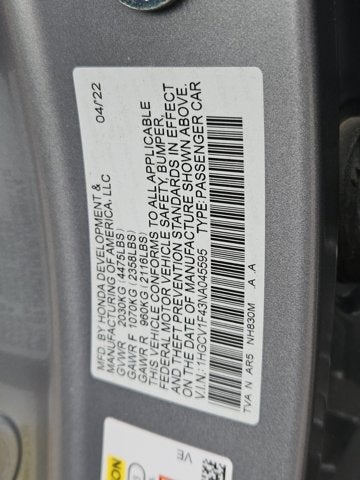 MFD. BY HONDA DEVELOPMENT &
MANUFACTURING OF AMERICA, LLC 04/22
GVWR 2030KG (4475LBS)
GAWR F 1070KG (2358LBS)
GAWR R 960KG (2116LBS)
THIS VEHICLE CONFORMS TO ALL APPLICABLE
FEDERAL MOTOR VEHICLE SAFETY, BUMPER,
AND THEFT PREVENTION STANDARDS IN EFFECT
ON THE DATE OF MANUFACTURE SHOWN ABOVE.
V.I.N.: 1HGCV1F43NA045595 TYPE: PASSENGER CAR
TVA N AR5 NH830M A A
VE